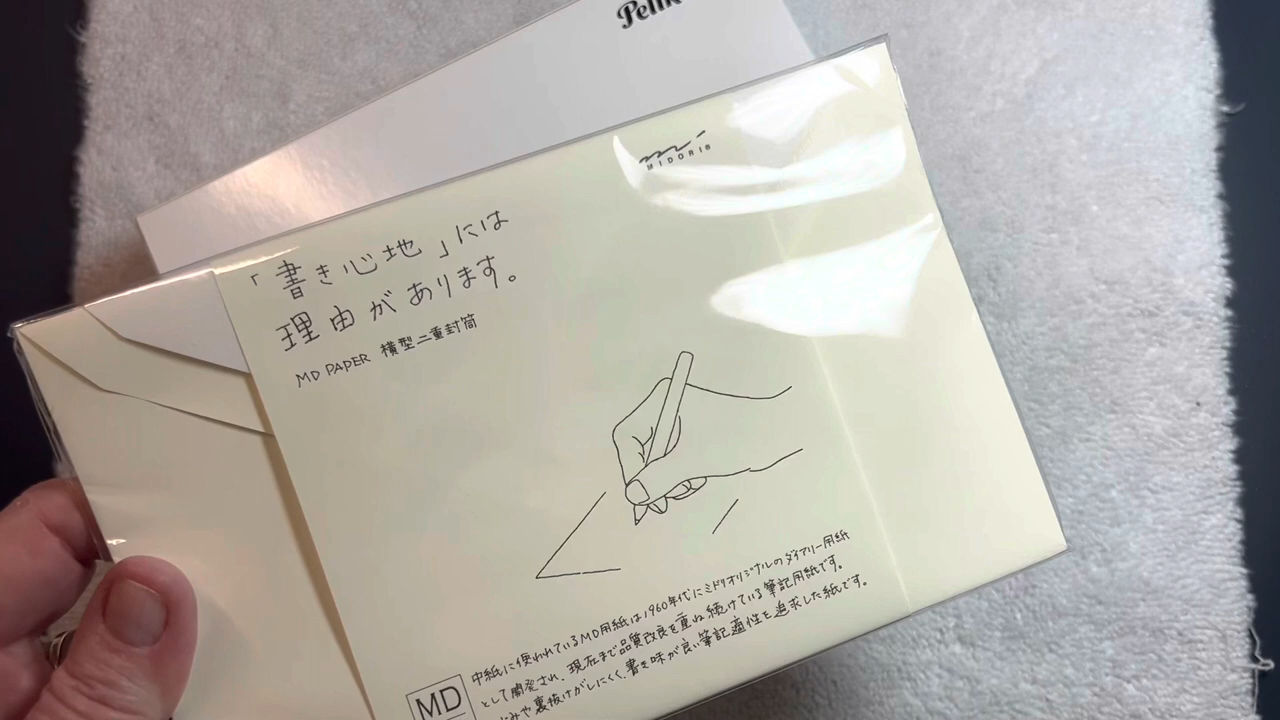 Pelik
MIDORI®
「書き心地」には
理由があります。
MD PAPER 横型二重封筒
中紙に使われているMD用紙は1960年代にミドリオリジナルのダイアリー用紙
として開発され、現在まで品質改良を重ね続けている筆記用紙です。
みや裏抜けがしにくく、書き味が良い筆記適性を追求した紙です。
MD